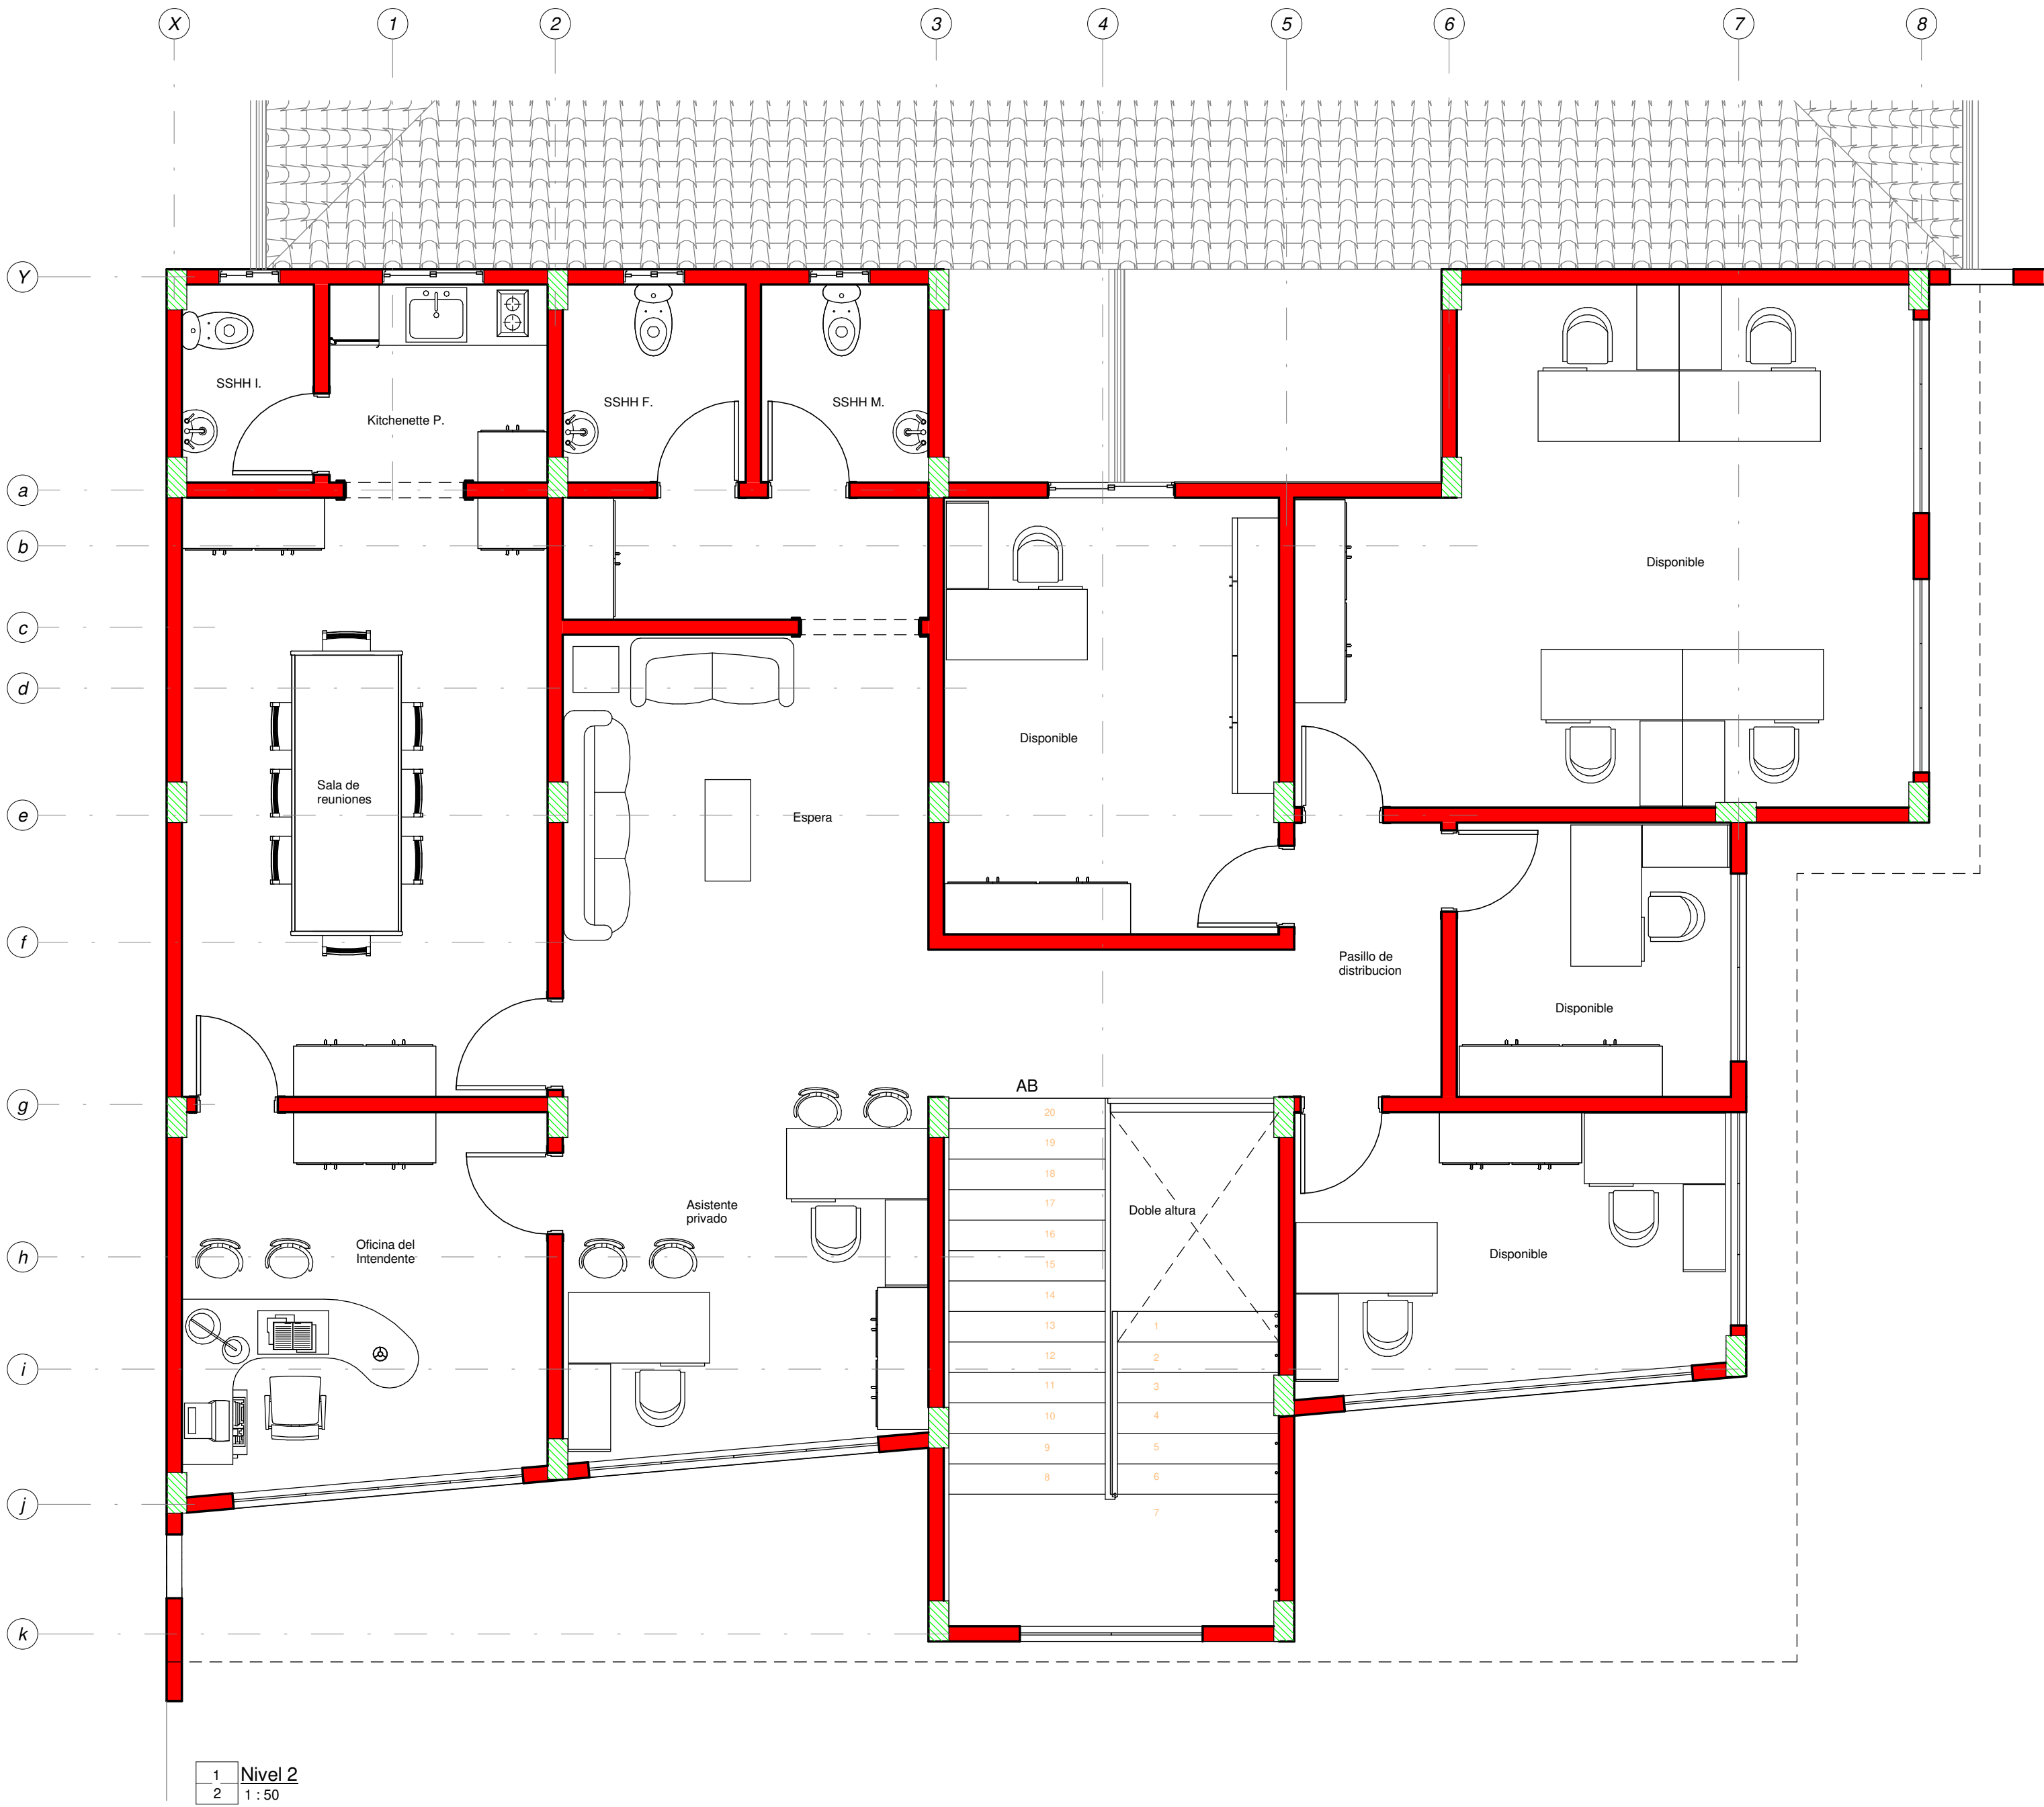 X 1 2 3 4 5 6 7 8
Y
SSHH I.
Kitchenette P.
SSHH F.
SSHH M.
a
b
Disponible
c
d
Disponible
Sala de
reuniones
e
Espera
f
Pasillo de
distribucion
Disponible
g
AB
20
19
18
17
16
15
14
13
12
11
10
9
8
Doble altura
1
2
3
4
5
6
7
Asistente
privado
h
Oficina del
Intendente
Disponible
i
j
k
1
2
Nivel 2
1 : 50